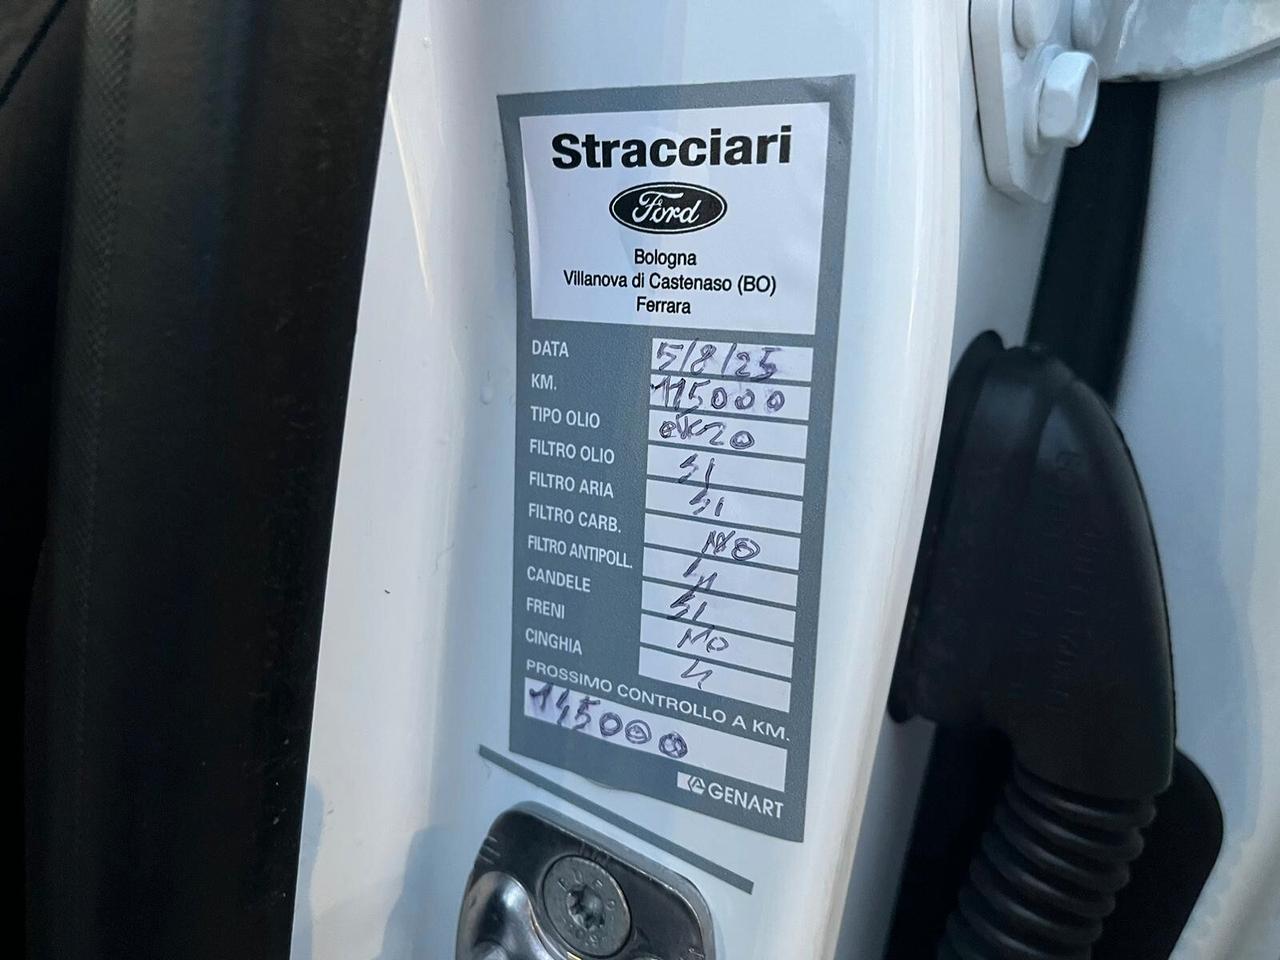 Stracciari
Ford
Bologna
Villanova di Castenaso (BO)
Ferrara
DATA 5/8/25
KM. 115000
TIPO OLIO
FILTRO OLIO SI
FILTRO ARIA SI
FILTRO CARB. NO
FILTRO ANTIPOLL.
CANDELE SI
FRENI NO
CINGHIA
PROSSIMO CONTROLLO A KM.
145000
GENART